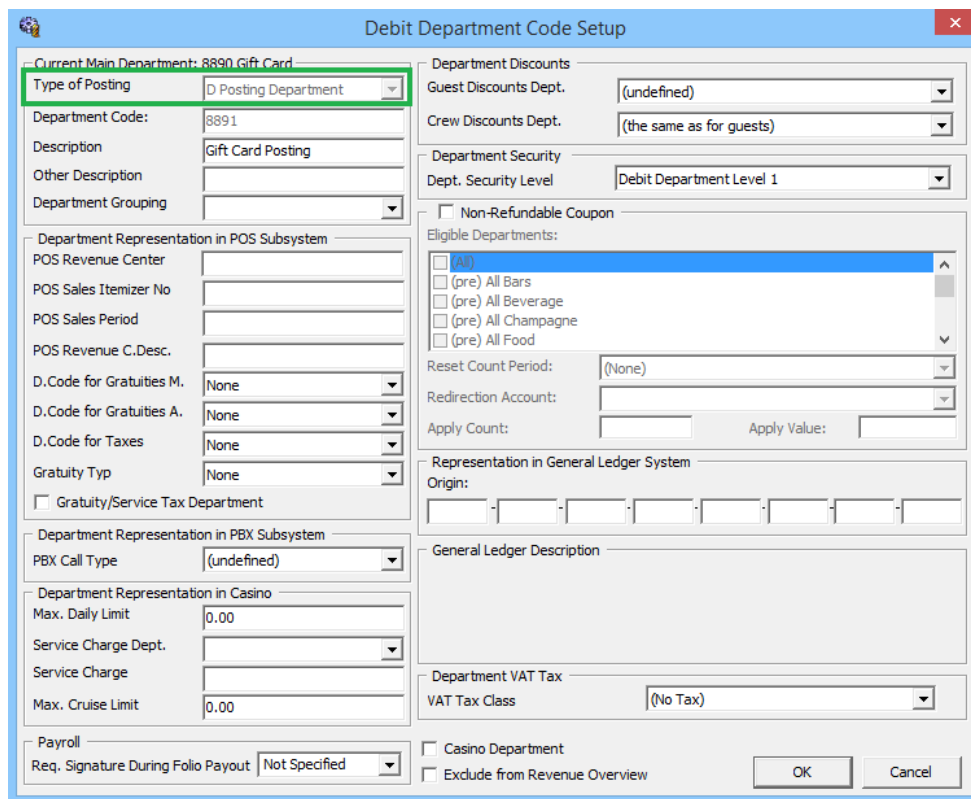 Debit Department Code Setup
Current Main Department: 8890 Gift Card
Type of Posting D Posting Department
Department Code: 8891
Description Gift Card Posting
Other Description
Department Grouping
Department Representation in POS Subsystem
POS Revenue Center
POS Sales Itemizer No
POS Sales Period
POS Revenue C.Desc.
D.Code for Gratuities M. None
D.Code for Gratuities A. None
D.Code for Taxes None
Gratuity Typ None
Gratuity/Service Tax Department
Department Representation in PBX Subsystem
PBX Call Type (undefined)
Department Representation in Casino
Max. Daily Limit 0.00
Service Charge Dept.
Service Charge
Max. Cruise Limit 0.00
Payroll
Req. Signature During Folio Payout Not Specified
Department Discounts
Guest Discounts Dept. (undefined)
Crew Discounts Dept. (the same as for guests)
Department Security
Dept. Security Level Debit Department Level 1
Non-Refundable Coupon
Eligible Departments:
(All)
(pre) All Bars
(pre) All Beverage
(pre) All Champagne
(pre) All Food
Reset Count Period: (None)
Redirection Account:
Apply Count: Apply Value:
Representation in General Ledger System
Origin:
- - - - - - -
General Ledger Description
Department VAT Tax
VAT Tax Class (No Tax)
Casino Department
Exclude from Revenue Overview
OK Cancel